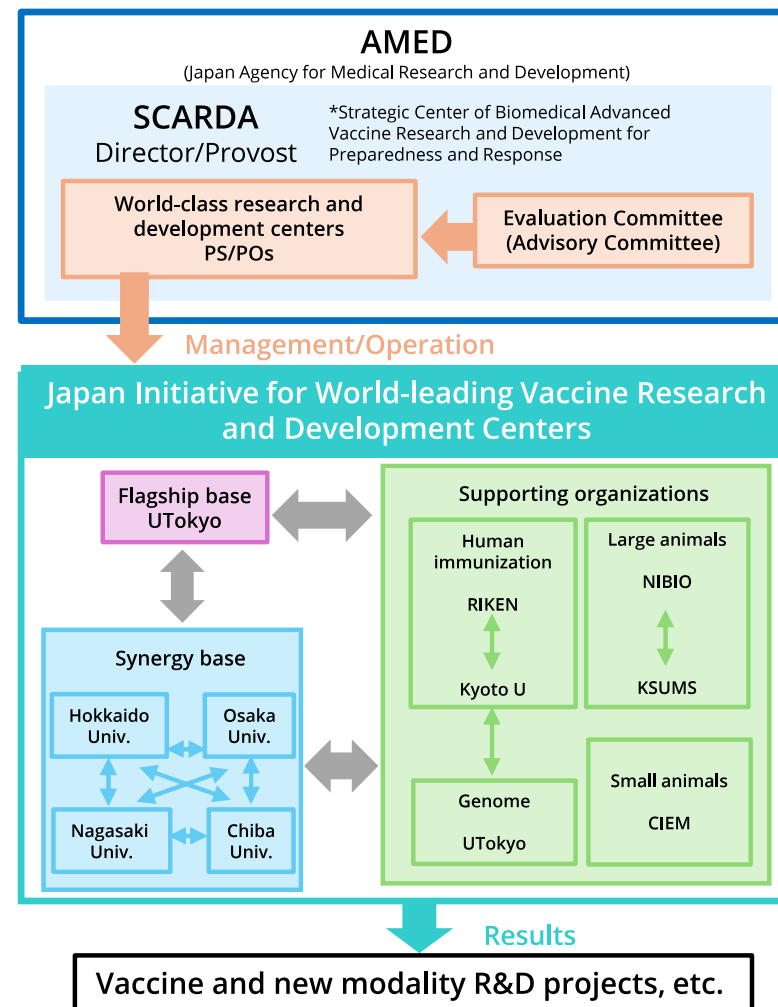 AMED
(Japan Agency for Medical Research and Development)
SCARDA
Director/Provost
*Strategic Center of Biomedical Advanced
Vaccine Research and Development for
Preparedness and Response
World-class research and
development centers
PS/POs
Evaluation Committee
(Advisory Committee)
Management/Operation
Japan Initiative for World-leading Vaccine Research
and Development Centers
Flagship base
UTokyo
Supporting organizations
Human
immunization
RIKEN
Kyoto U
Large animals
NIBIO
KSUMS
Synergy base
Hokkaido
Univ.
Osaka
Univ.
Nagasaki
Univ.
Chiba
Univ.
Genome
UTokyo
Small animals
CIEM
Results
Vaccine and new modality R&D projects, etc.